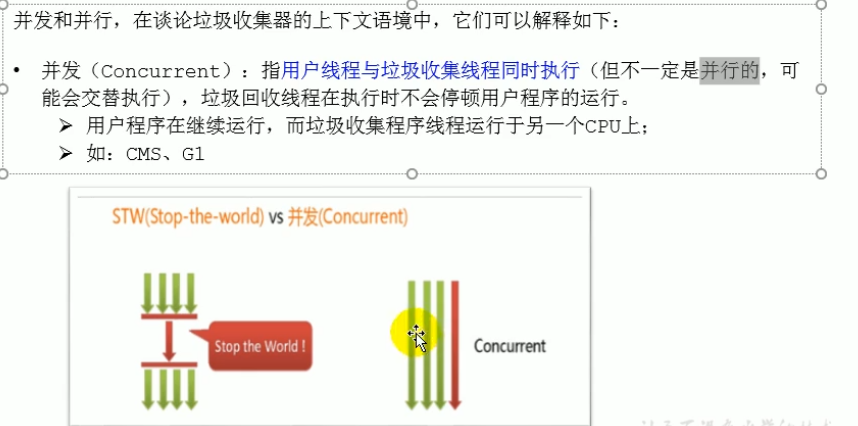 并发和并行，在谈论垃圾收集器的上下文语境中，它们可以解释如下：
• 并发（Concurrent）：指用户线程与垃圾收集线程同时执行（但不一定是并行的，可
能会交替执行），垃圾回收线程在执行时不会停顿用户程序的运行。
➢ 用户程序在继续运行，而垃圾收集程序线程运行于另一个CPU上；
➢ 如：CMS、G1
STW(Stop-the-world) vs 并发(Concurrent)
Stop the World !
Concurrent